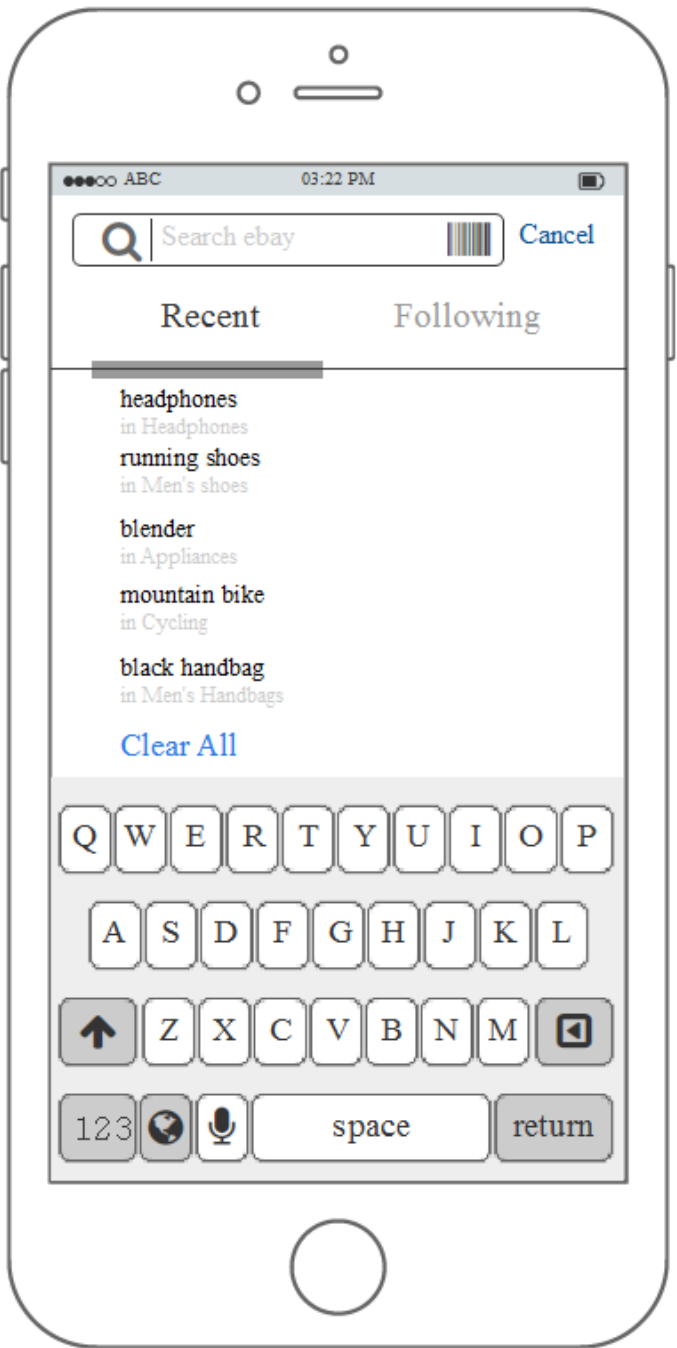 ABC 03:22 PM
Search ebay Cancel
Recent Following
headphones
in Headphones
running shoes
in Men's shoes
blender
in Appliances
mountain bike
in Cycling
black handbag
in Men's Handbags
Clear All
Q W E R T Y U I O P
A S D F G H J K L
Z X C V B N M
123 space return